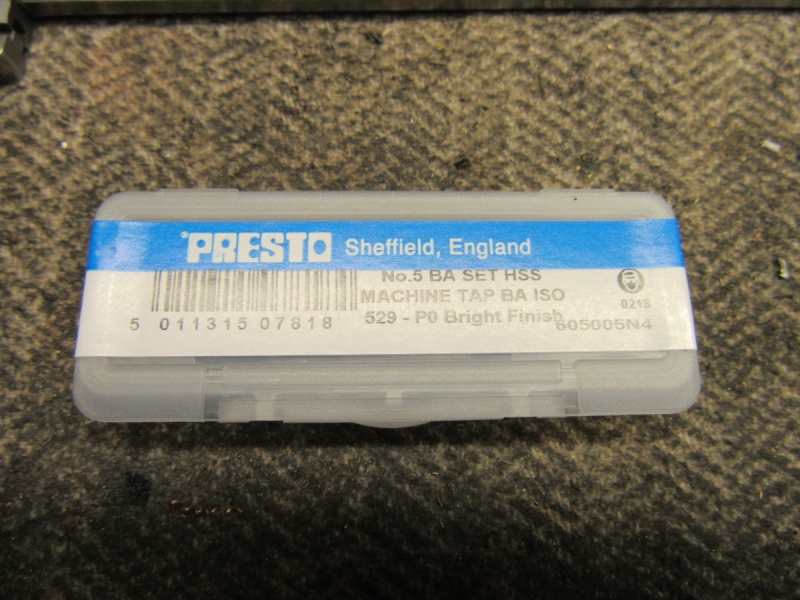 ®PRESTO Sheffield, England
No.5 BA SET HSS
MACHINE TAP BA ISO
529 - P0 Bright Finish
5 011315 07818
0218
605605N4